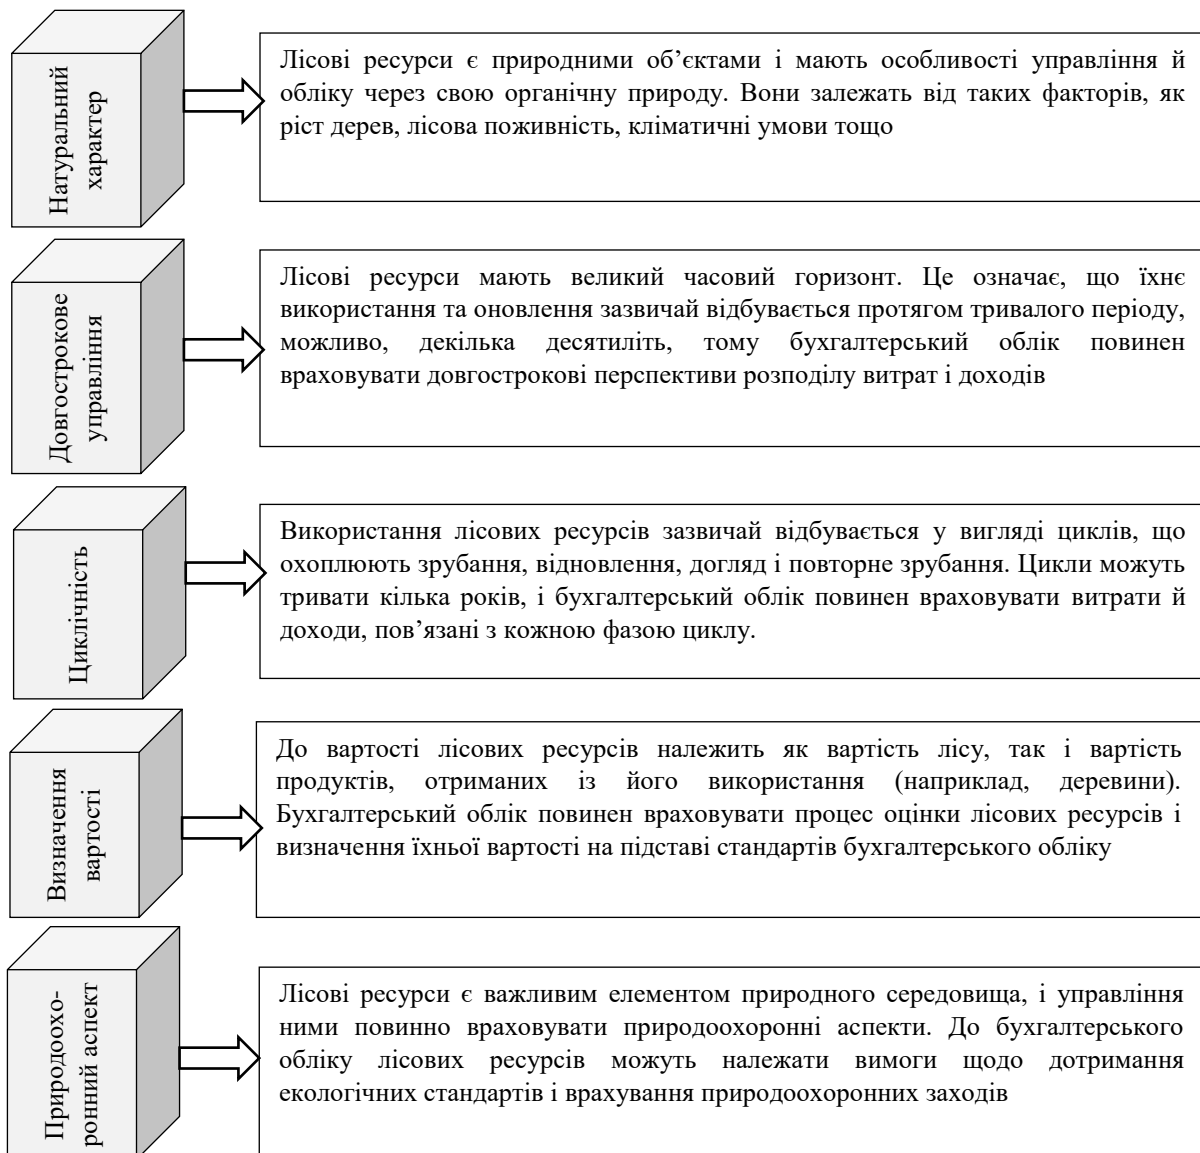 Натуральний
характер
Лісові ресурси є природними об’єктами і мають особливості управління й
обліку через свою органічну природу. Вони залежать від таких факторів, як
ріст дерев, лісова поживність, кліматичні умови тощо
Довгострокове
управління
Лісові ресурси мають великий часовий горизонт. Це означає, що їхнє
використання та оновлення зазвичай відбувається протягом тривалого періоду,
можливо, декілька десятиліть, тому бухгалтерський облік повинен
враховувати довгострокові перспективи розподілу витрат і доходів
Циклічність
Використання лісових ресурсів зазвичай відбувається у вигляді циклів, що
охоплюють зрубання, відновлення, догляд і повторне зрубання. Цикли можуть
тривати кілька років, і бухгалтерський облік повинен враховувати витрати й
доходи, пов’язані з кожною фазою циклу.
Визначення
вартості
До вартості лісових ресурсів належить як вартість лісу, так і вартість
продуктів, отриманих із його використання (наприклад, деревини).
Бухгалтерський облік повинен враховувати процес оцінки лісових ресурсів і
визначення їхньої вартості на підставі стандартів бухгалтерського обліку
Природоохо-
ронний аспект
Лісові ресурси є важливим елементом природного середовища, і управління
ними повинно враховувати природоохоронні аспекти. До бухгалтерського
обліку лісових ресурсів можуть належати вимоги щодо дотримання
екологічних стандартів і врахування природоохоронних заходів